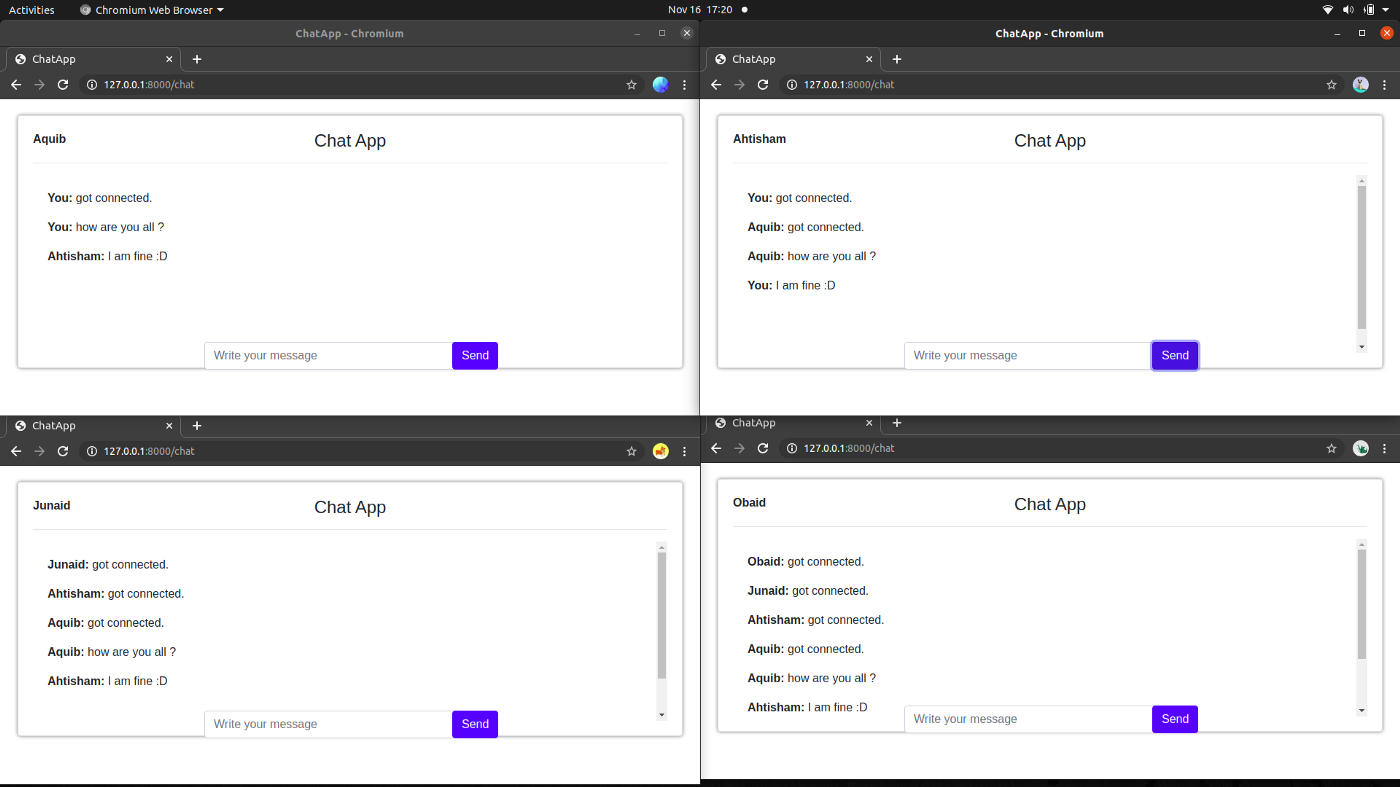 Activities Chromium Web Browser Nov 16 17:20
ChatApp - Chromium
ChatApp
127.0.0.1:8000/chat
Aquib
Chat App
You: got connected.
You: how are you all ?
Ahtisham: I am fine :D
Write your message
Send
ChatApp - Chromium
ChatApp
127.0.0.1:8000/chat
Ahtisham
Chat App
You: got connected.
Aquib: got connected.
Aquib: how are you all ?
You: I am fine :D
Write your message
Send
ChatApp
127.0.0.1:8000/chat
Junaid
Chat App
Junaid: got connected.
Ahtisham: got connected.
Aquib: got connected.
Aquib: how are you all ?
Ahtisham: I am fine :D
Write your message
Send
ChatApp
127.0.0.1:8000/chat
Obaid
Chat App
Obaid: got connected.
Junaid: got connected.
Ahtisham: got connected.
Aquib: got connected.
Aquib: how are you all ?
Ahtisham: I am fine :D
Write your message
Send